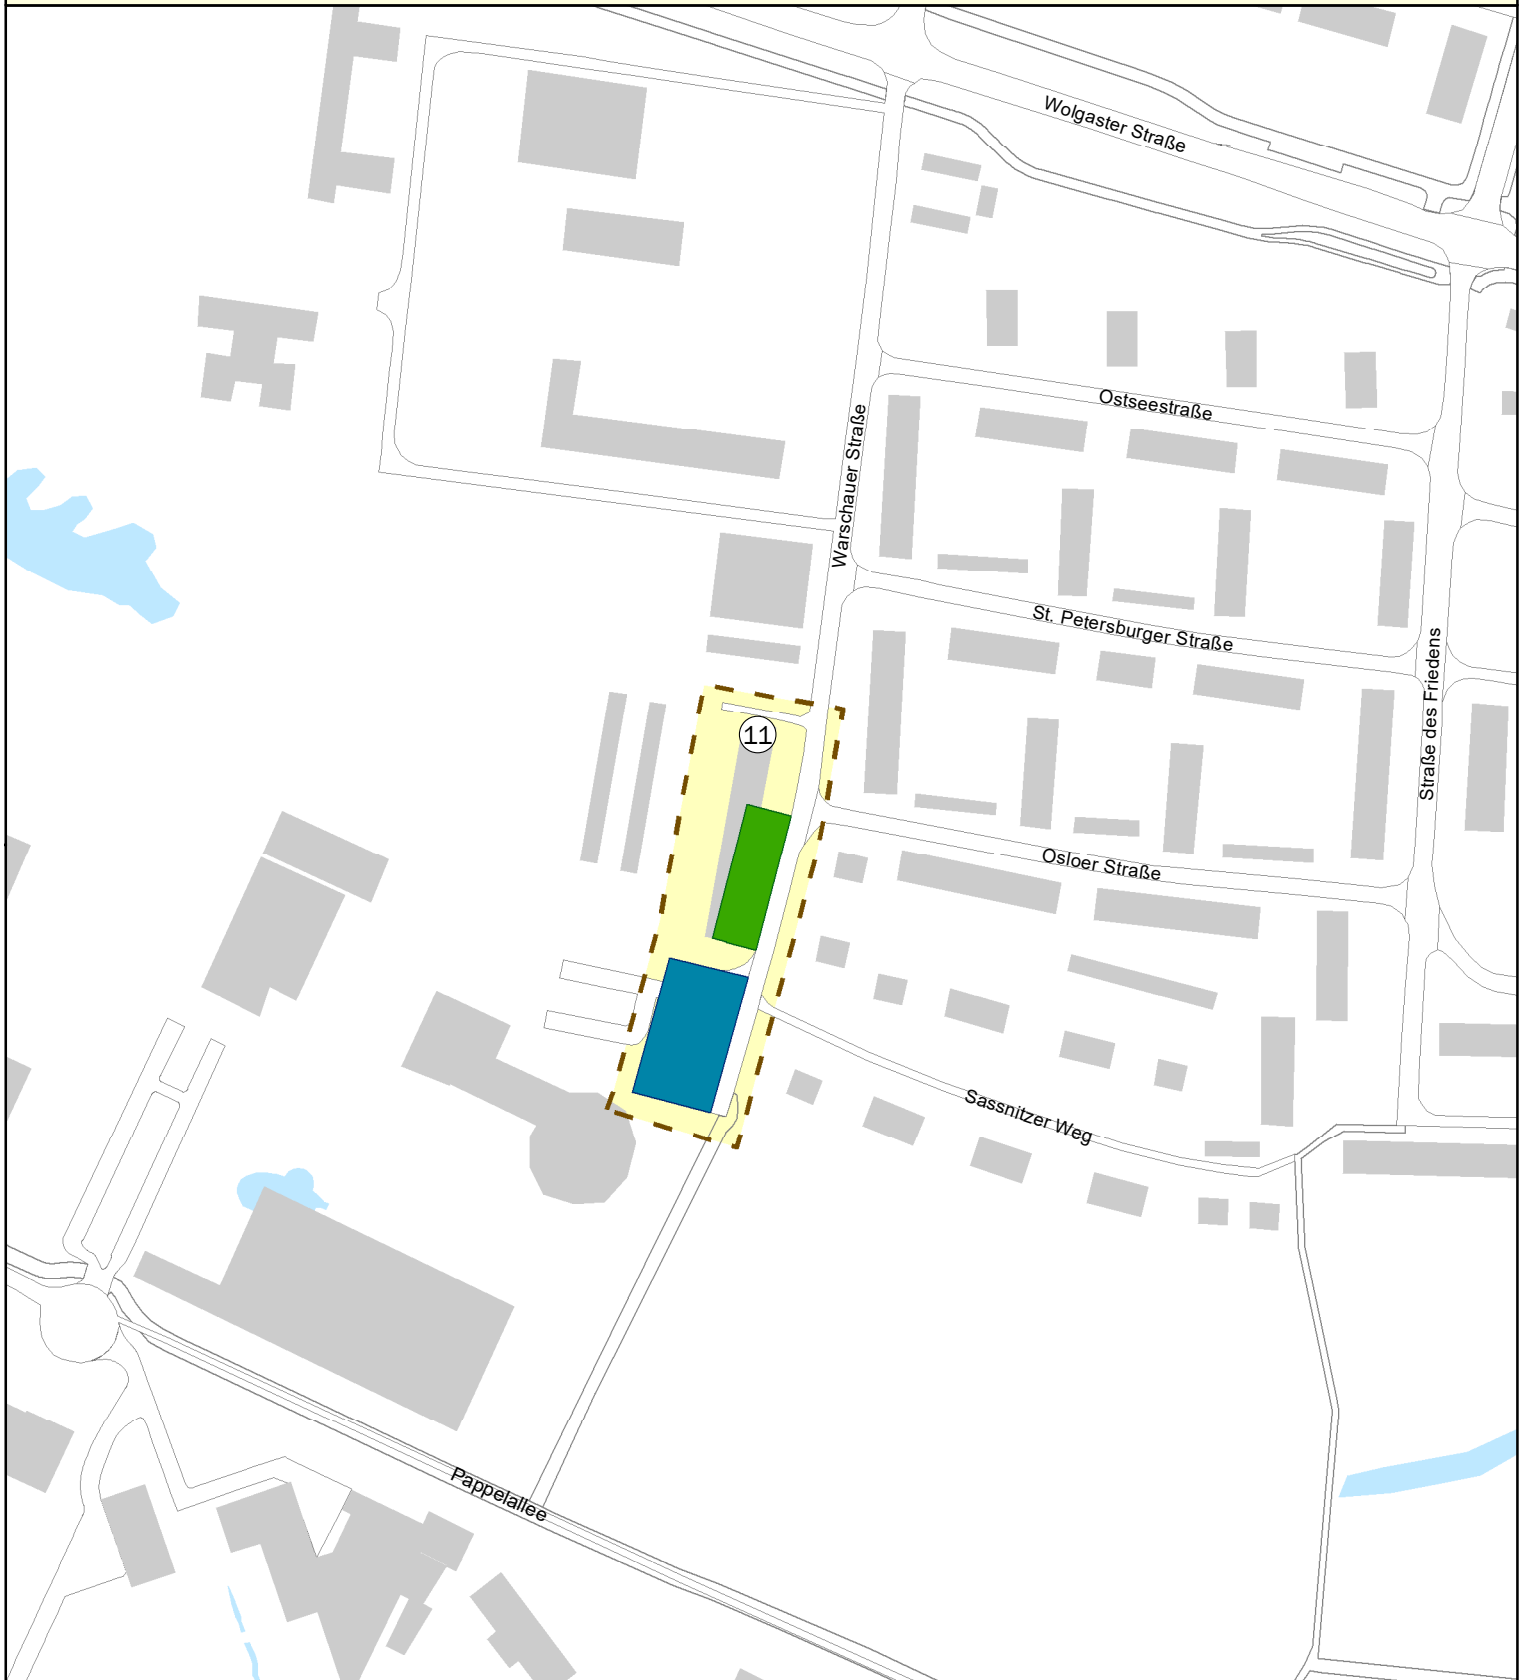 Wolgaster Straße
Ostseestraße
Warschauer Straße
St. Petersburger Straße
Straße des Friedens
11
Osloer Straße
Sassnitzer Weg
Pappelallee